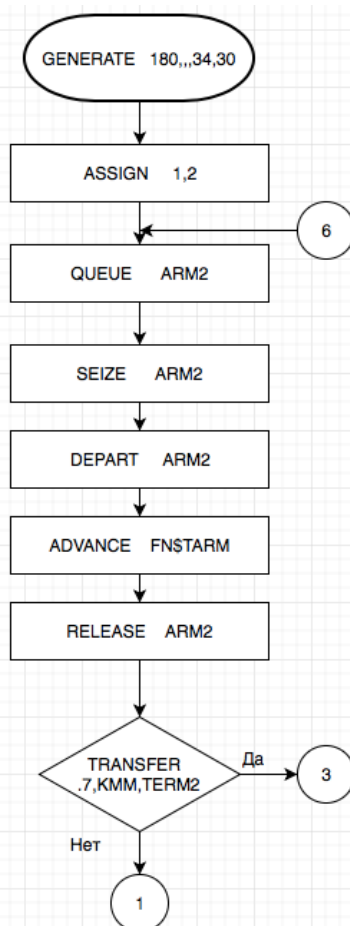 GENERATE 180,,,34,30
ASSIGN 1,2
6
QUEUE ARM2
SEIZE ARM2
DEPART ARM2
ADVANCE FN$TARM
RELEASE ARM2
TRANSFER
.7,KMM,TERM2
Да
3
Нет
1